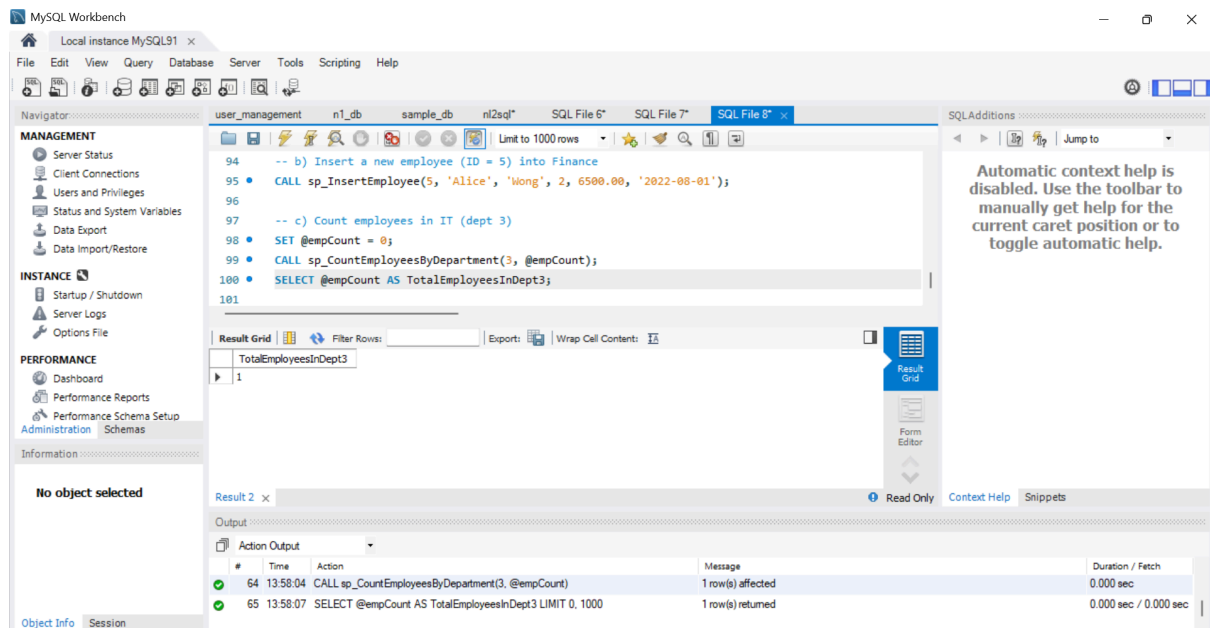 MySQL Workbench
Local instance MySQL91
File Edit View Query Database Server Tools Scripting Help
Navigator
MANAGEMENT
Server Status
Client Connections
Users and Privileges
Status and System Variables
Data Export
Data Import/Restore
INSTANCE
Startup / Shutdown
Server Logs
Options File
PERFORMANCE
Dashboard
Performance Reports
Performance Schema Setup
Administration Schemas
Information
No object selected
Object Info Session
user_management n1_db sample_db nl2sql* SQL File 6* SQL File 7* SQL File 8*
Limit to 1000 rows
94 -- b) Insert a new employee (ID = 5) into Finance
95 CALL sp_InsertEmployee(5, 'Alice', 'Wong', 2, 6500.00, '2022-08-01');
96
97 -- c) Count employees in IT (dept 3)
98 SET @empCount = 0;
99 CALL sp_CountEmployeesByDepartment(3, @empCount);
100 SELECT @empCount AS TotalEmployeesInDept3;
101
Result Grid Filter Rows: Export: Wrap Cell Content:
TotalEmployeesInDept3
1
Result Grid
Form Editor
Result 2 Read Only
SQLAdditions
Jump to
Automatic context help is
disabled. Use the toolbar to
manually get help for the
current caret position or to
toggle automatic help.
Context Help Snippets
Output
Action Output
# Time Action Message Duration / Fetch
64 13:58:04 CALL sp_CountEmployeesByDepartment(3, @empCount) 1 row(s) affected 0.000 sec
65 13:58:07 SELECT @empCount AS TotalEmployeesInDept3 LIMIT 0, 1000 1 row(s) returned 0.000 sec / 0.000 sec